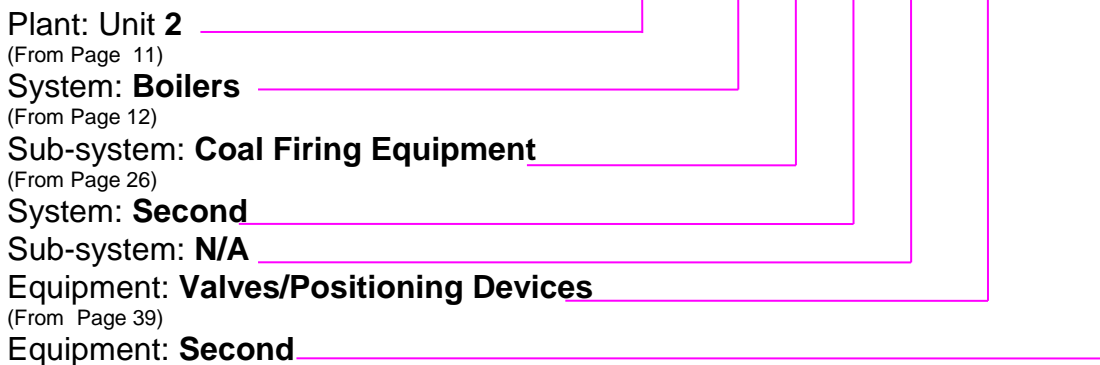 Plant: Unit 2
(From Page 11)
System: Boilers
(From Page 12)
Sub-system: Coal Firing Equipment
(From Page 26)
System: Second
Sub-system: N/A
Equipment: Valves/Positioning Devices
(From Page 39)
Equipment: Second